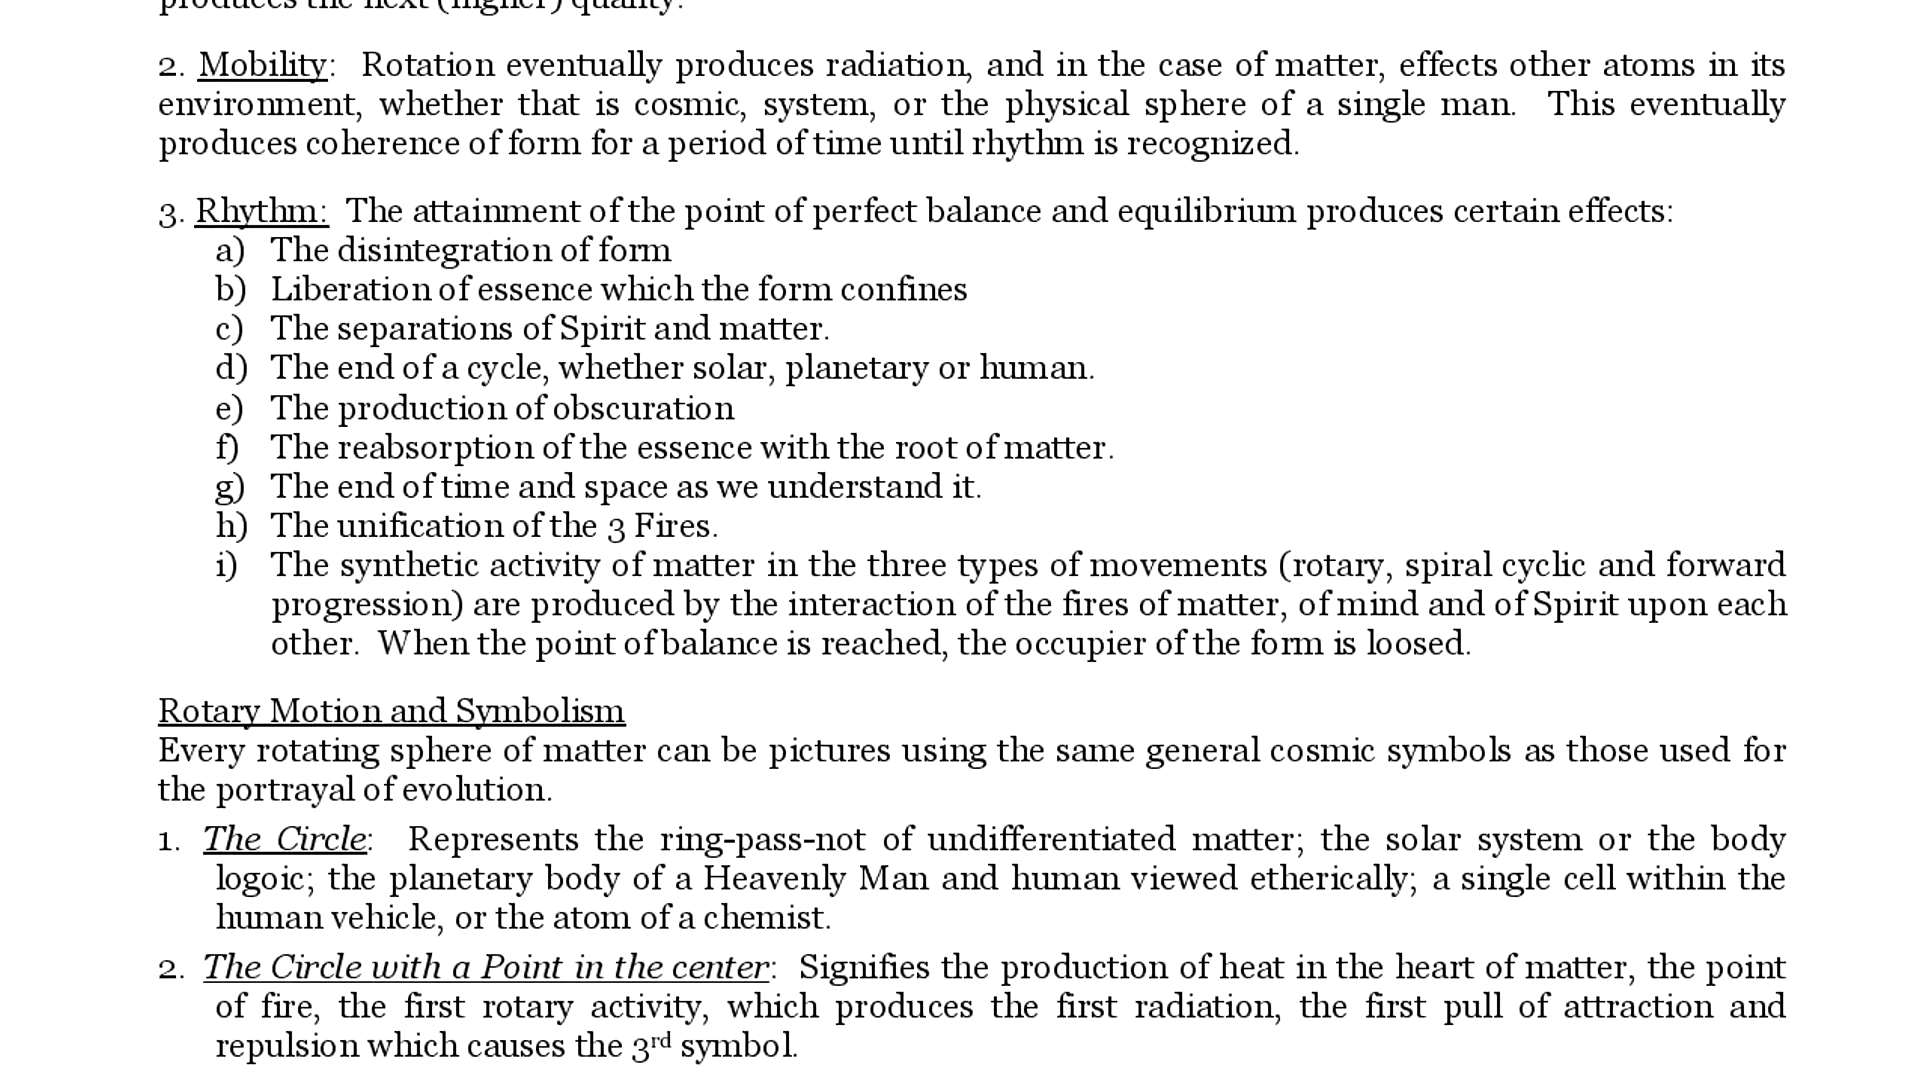 produces the next (higher) quality.
2. Mobility:  Rotation eventually produces radiation, and in the case of matter, effects other atoms in its
environment, whether that is cosmic, system, or the physical sphere of a single man.  This eventually
produces coherence of form for a period of time until rhythm is recognized.
3. Rhythm:  The attainment of the point of perfect balance and equilibrium produces certain effects:
a) The disintegration of form
b) Liberation of essence which the form confines
c) The separations of Spirit and matter.
d) The end of a cycle, whether solar, planetary or human.
e) The production of obscuration
f) The reabsorption of the essence with the root of matter.
g) The end of time and space as we understand it.
h) The unification of the 3 Fires.
i) The synthetic activity of matter in the three types of movements (rotary, spiral cyclic and forward
progression) are produced by the interaction of the fires of matter, of mind and of Spirit upon each
other.  When the point of balance is reached, the occupier of the form is loosed.
Rotary Motion and Symbolism
Every rotating sphere of matter can be pictures using the same general cosmic symbols as those used for
the portrayal of evolution.
1. The Circle:  Represents the ring-pass-not of undifferentiated matter; the solar system or the body
logoic; the planetary body of a Heavenly Man and human viewed etherically; a single cell within the
human vehicle, or the atom of a chemist.
2. The Circle with a Point in the center:  Signifies the production of heat in the heart of matter, the point
of fire, the first rotary activity, which produces the first radiation, the first pull of attraction and
repulsion which causes the 3rd symbol.